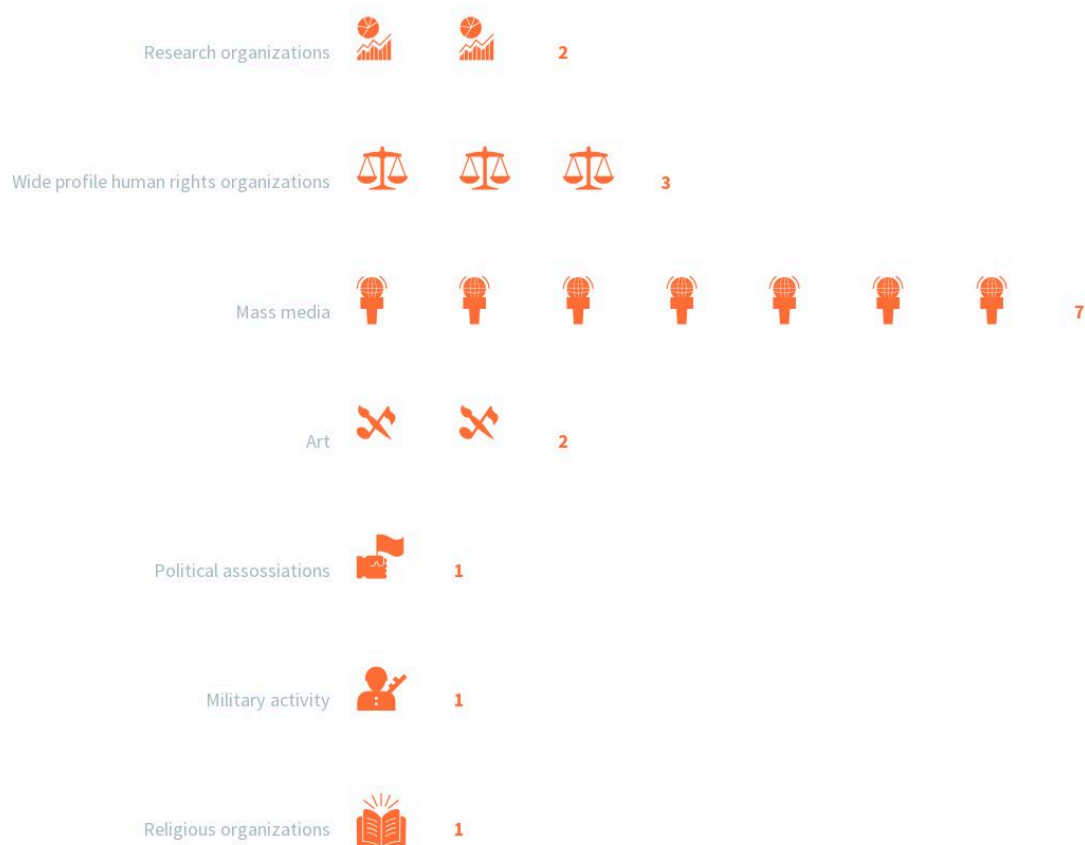 Research organizations 2
Wide profile human rights organizations 3
Mass media 7
Art 2
Political assossiations 1
Military activity 1
Religious organizations 1